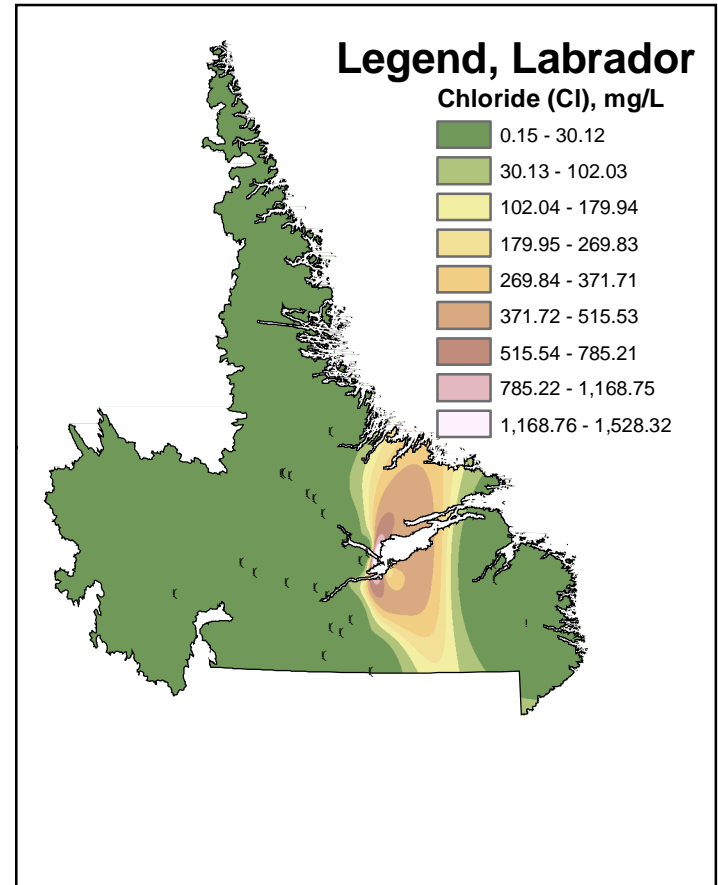 Legend, Labrador
Chloride (Cl), mg/L
0.15 - 30.12
30.13 - 102.03
102.04 - 179.94
179.95 - 269.83
269.84 - 371.71
371.72 - 515.53
515.54 - 785.21
785.22 - 1,168.75
1,168.76 - 1,528.32